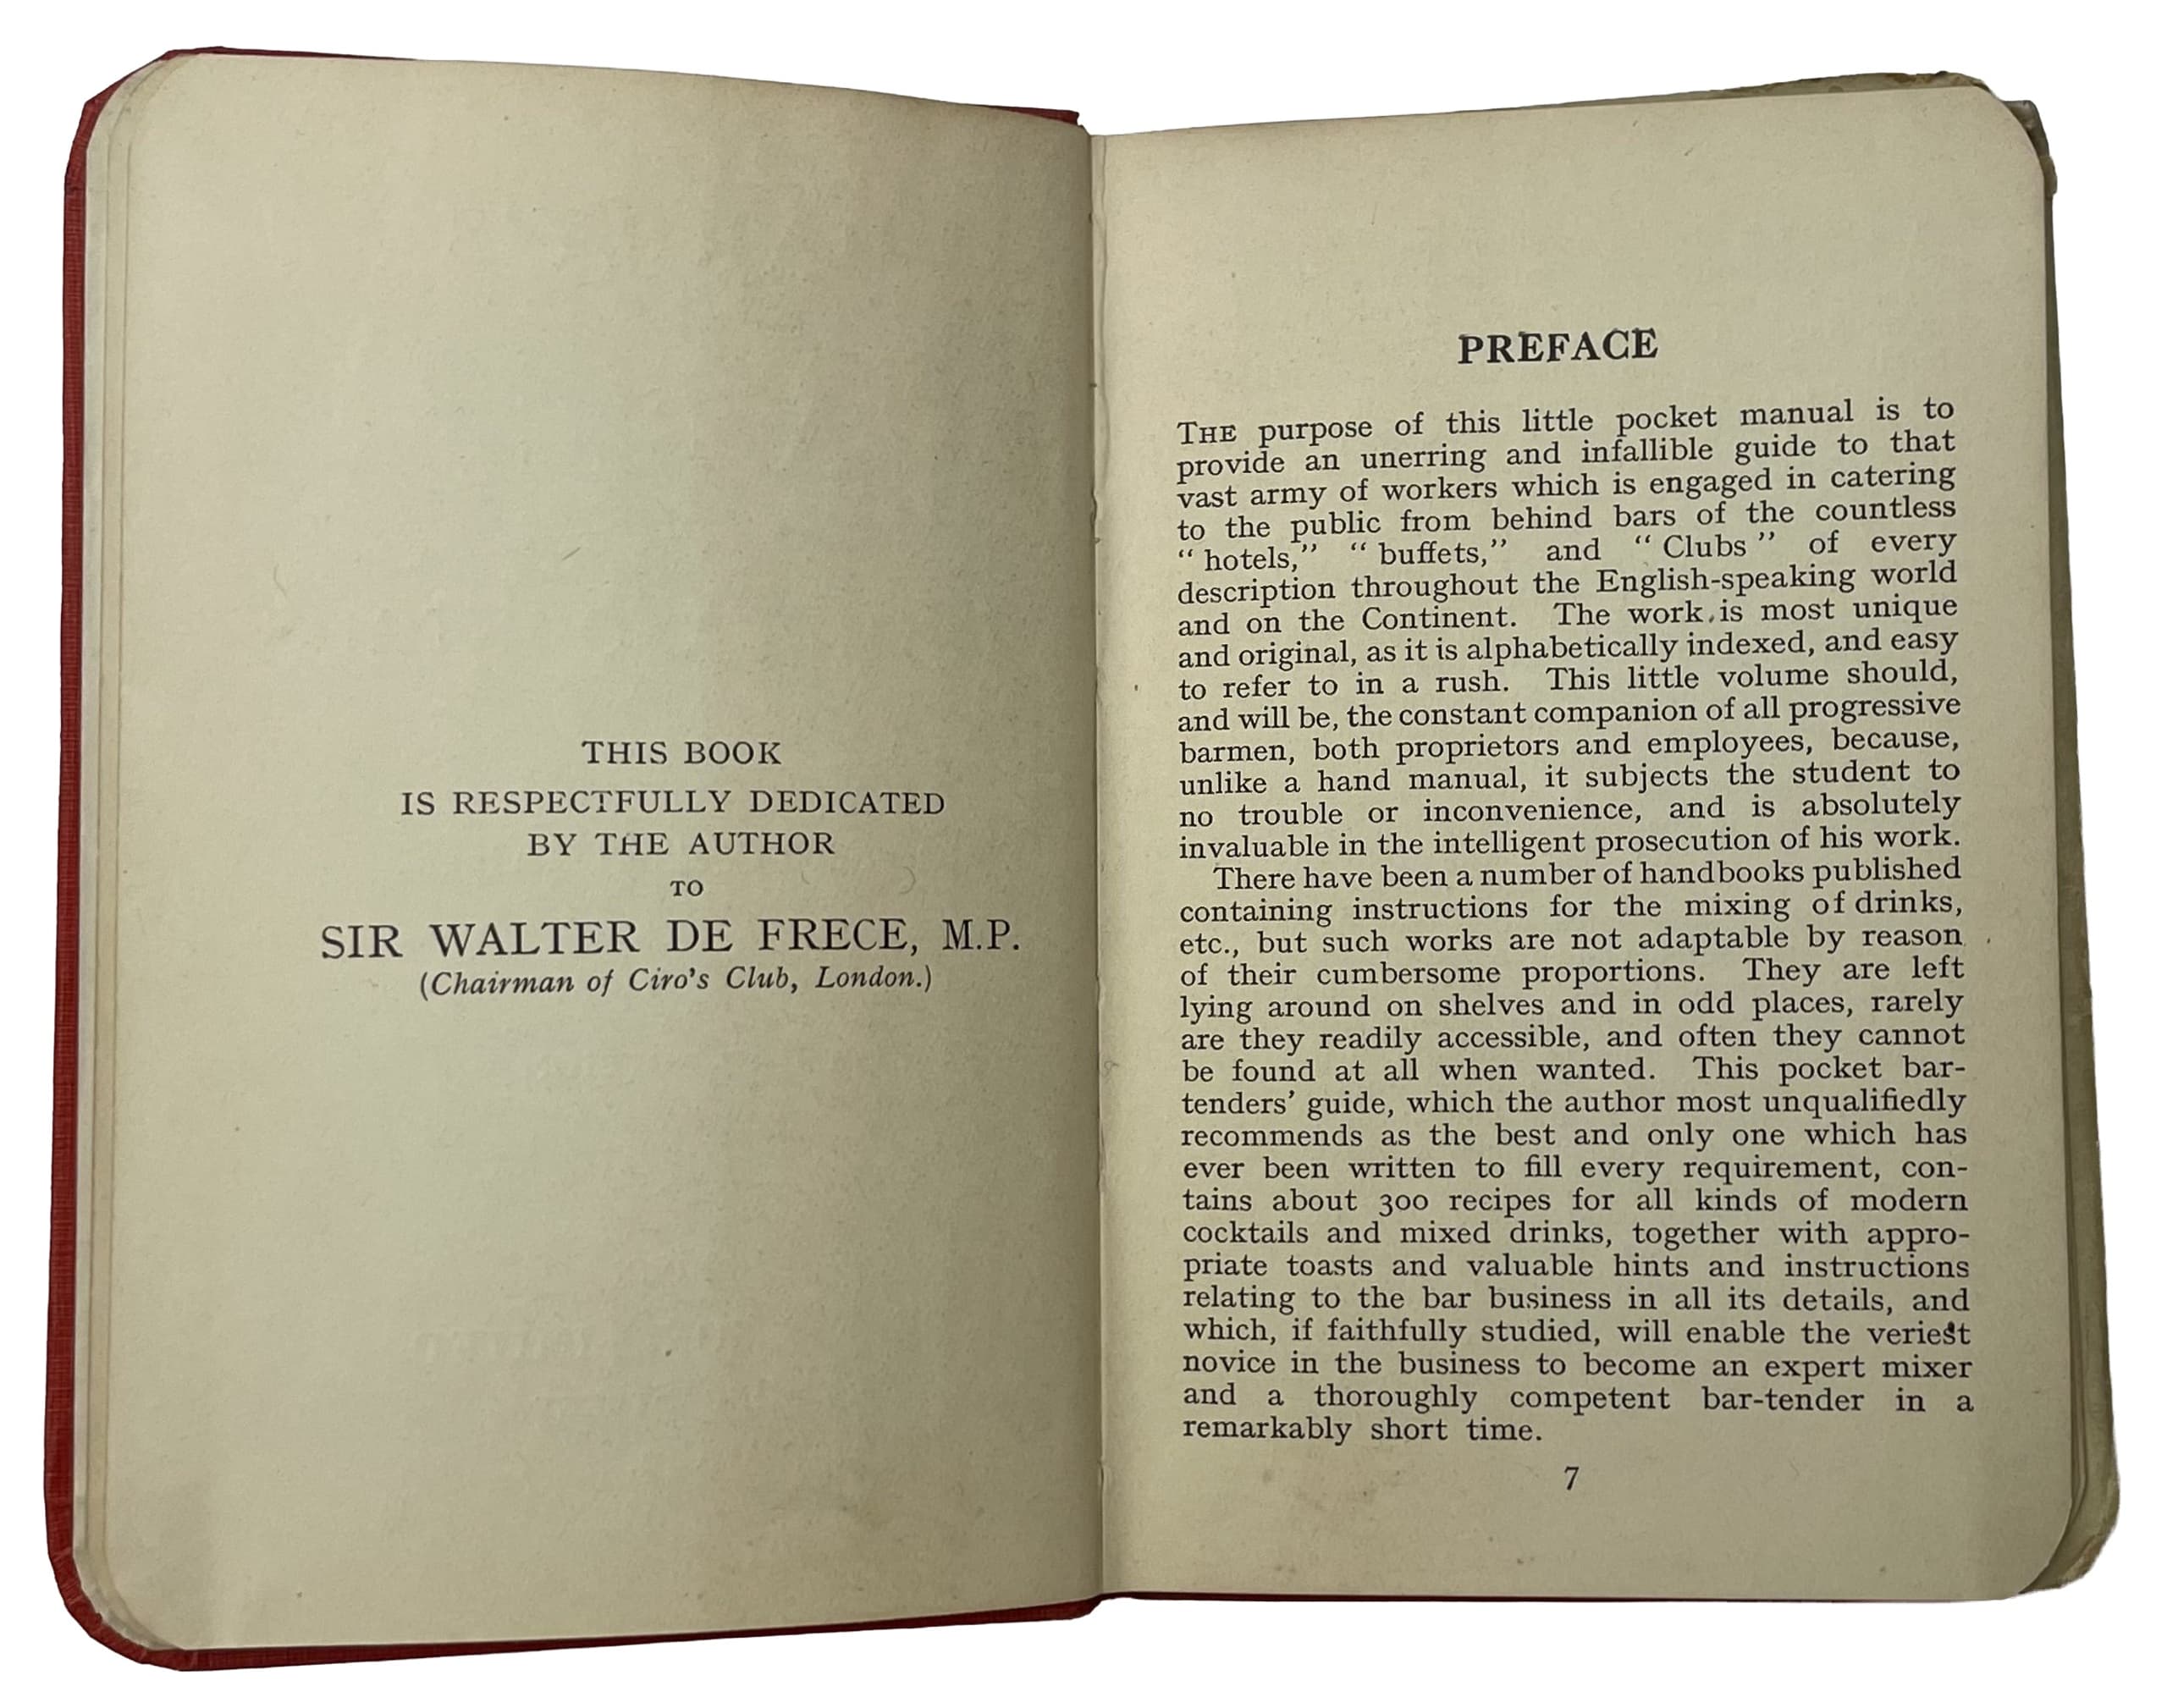 THIS BOOK
IS RESPECTFULLY DEDICATED
BY THE AUTHOR
TO
SIR WALTER DE FRECE, M.P.
(Chairman of Ciro's Club, London.)
PREFACE
THE purpose of this little pocket manual is to
provide an unerring and infallible guide to that
vast army of workers which is engaged in catering
to the public from behind bars of the countless
“ hotels,” “ buffets,” and “ Clubs ” of every
description throughout the English-speaking world
and on the Continent. The work is most unique
and original, as it is alphabetically indexed, and easy
to refer to in a rush. This little volume should,
and will be, the constant companion of all progressive
barmen, both proprietors and employees, because,
unlike a hand manual, it subjects the student to
no trouble or inconvenience, and is absolutely
invaluable in the intelligent prosecution of his work.
There have been a number of handbooks published
containing instructions for the mixing of drinks,
etc., but such works are not adaptable by reason
of their cumbersome proportions. They are left
lying around on shelves and in odd places, rarely
are they readily accessible, and often they cannot
be found at all when wanted. This pocket bar-
tenders’ guide, which the author most unqualifiedly
recommends as the best and only one which has
ever been written to fill every requirement, con-
tains about 300 recipes for all kinds of modern
cocktails and mixed drinks, together with appro-
priate toasts and valuable hints and instructions
relating to the bar business in all its details, and
which, if faithfully studied, will enable the veriest
novice in the business to become an expert mixer
and a thoroughly competent bar-tender in a
remarkably short time.
7